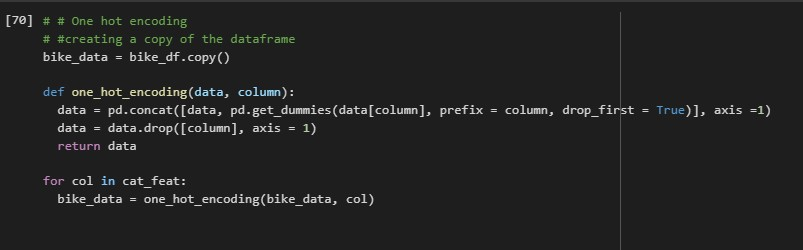 [70] # # One hot encoding
# #creating a copy of the dataframe
bike_data = bike_df.copy()
def one_hot_encoding(data, column):
data = pd.concat([data, pd.get_dummies(data[column], prefix = column, drop_first = True)], axis =1)
data = data.drop([column], axis = 1)
return data
for col in cat_feat:
bike_data = one_hot_encoding(bike_data, col)